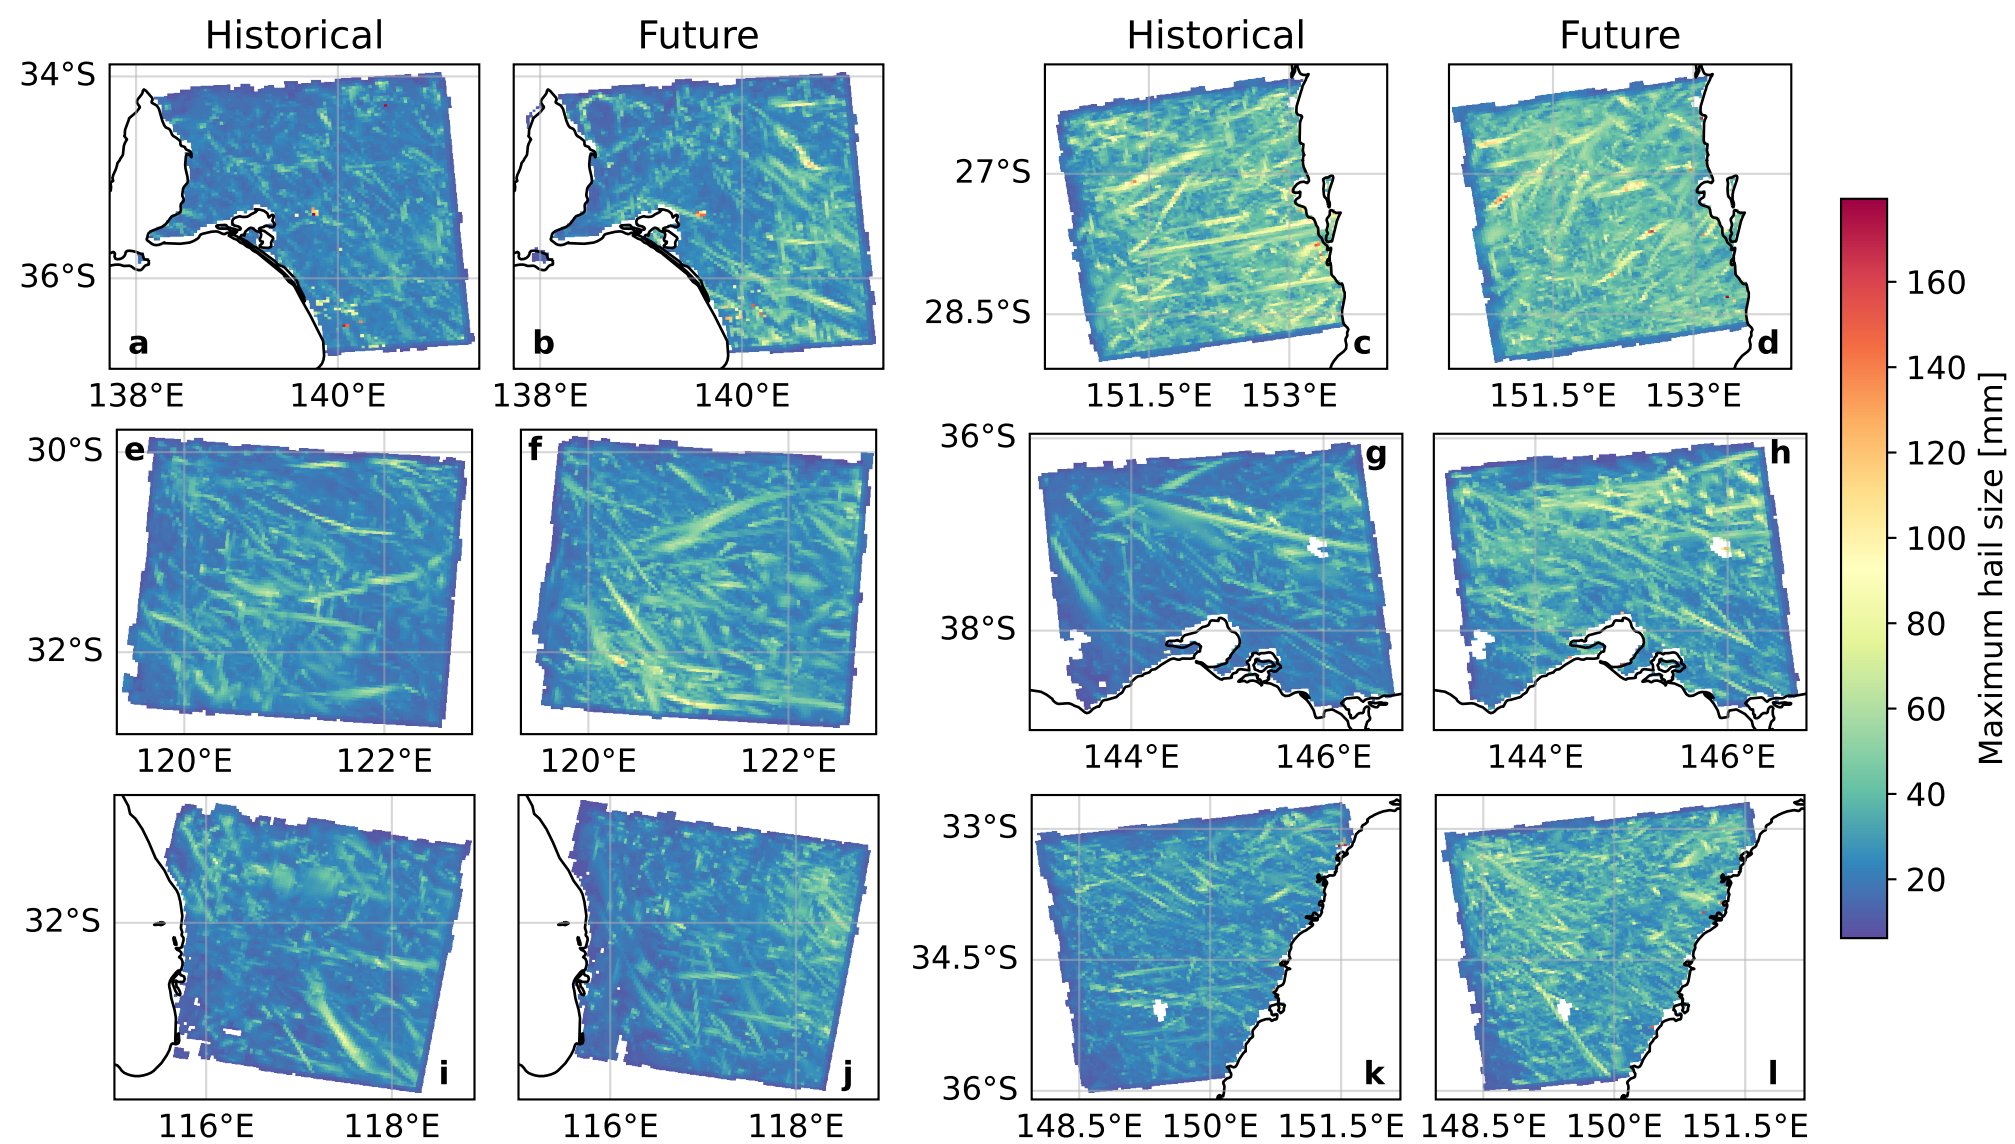 Historical Future Historical Future
34°S
36°S
a b
138°E 140°E 138°E 140°E
27°S
28.5°S
c d
151.5°E 153°E 151.5°E 153°E
30°S
32°S
e f
120°E 122°E 120°E 122°E
36°S
38°S
g h
144°E 146°E 144°E 146°E
32°S
i j
116°E 118°E 116°E 118°E
33°S
34.5°S
36°S
k l
148.5°E 150°E 151.5°E 148.5°E 150°E 151.5°E
160
140
120
100
80
60
40
20
Maximum hail size [mm]